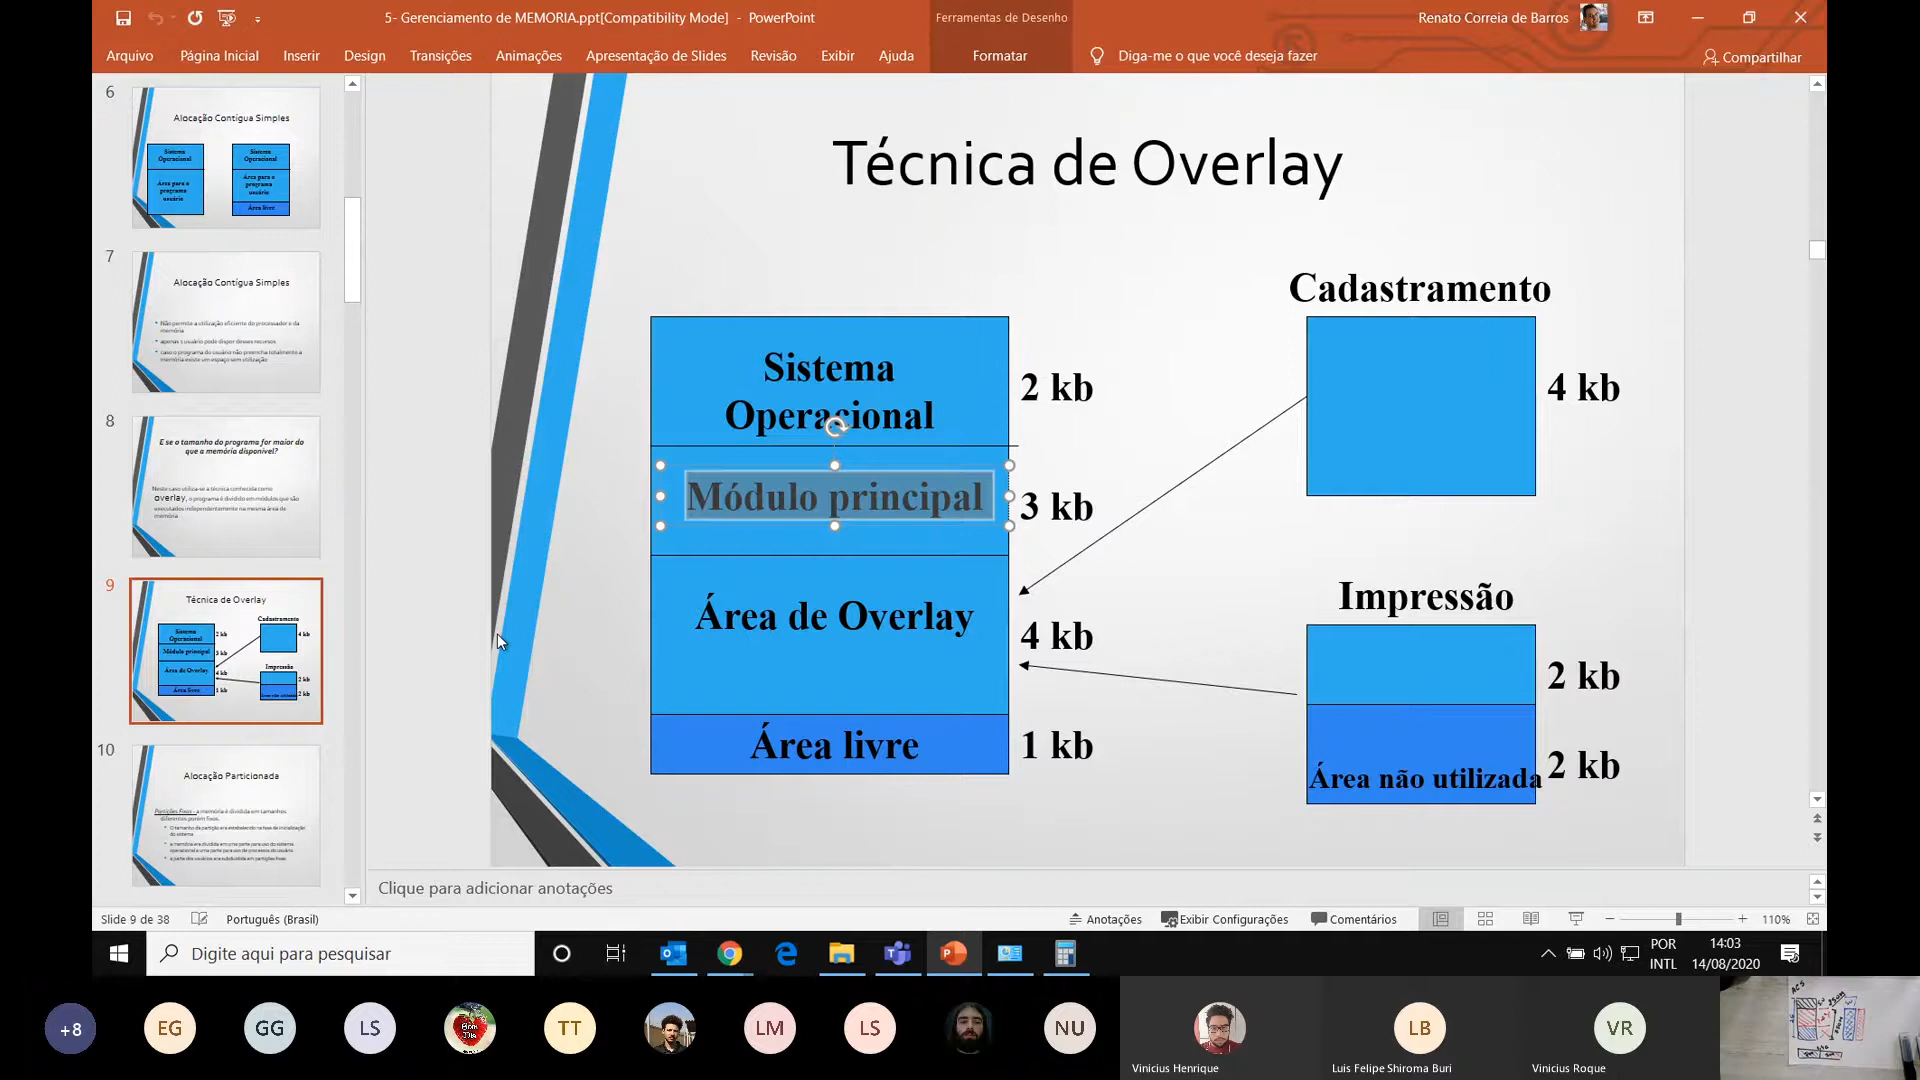 5- Gerenciamento de MEMORIA.ppt[Compatibility Mode] - PowerPoint
Ferramentas de Desenho
Renato Correia de Barros
Arquivo Página Inicial Inserir Design Transições Animações Apresentação de Slides Revisão Exibir Ajuda Formatar Diga-me o que você deseja fazer Compartilhar
6
Alocação Contígua Simples
Sistema Operacional
Área para o programa usuário
Sistema Operacional
Área para o programa usuário
Área livre
7
Alocação Contígua Simples
Não permite a utilização eficiente do processador e da memória
apenas 1 usuário pode dispor desses recursos
caso o programa do usuário não preencha totalmente a memória existe um espaço sem utilização
8
E se o tamanho do programa for maior do que a memória disponível?
Neste caso utiliza-se a técnica conhecida como overlay, o programa é dividido em módulos que são executados independentemente na mesma área de memória
9
Técnica de Overlay
Cadastramento
Sistema Operacional
2 kb
4 kb
Módulo principal
3 kb
Impressão
Área de Overlay
4 kb
2 kb
Área livre
1 kb
Área não utilizada
2 kb
10
Alocação Particionada
Partições Fixas - a memória é dividida em tamanhos diferentes porém fixos.
O tamanho da partição era estabelecido na fase de inicialização do sistema
a memória era dividida em uma parte para uso do sistema operacional e uma parte para uso de processos do usuário
a parte dos usuários era subdividida em partições fixas
Técnica de Overlay
Cadastramento
Sistema
Operacional
2 kb
4 kb
Módulo principal
3 kb
Impressão
Área de Overlay
4 kb
2 kb
Área livre
1 kb
Área não utilizada
2 kb
Clique para adicionar anotações
Slide 9 de 38 Português (Brasil) Anotações Exibir Configurações Comentários 110%
Digite aqui para pesquisar
POR
INTL
14:03
14/08/2020
+8 EG GG LS TT LM LS NU LB VR
Vinicius Henrique Luis Felipe Shiroma Buri Vinicius Roque